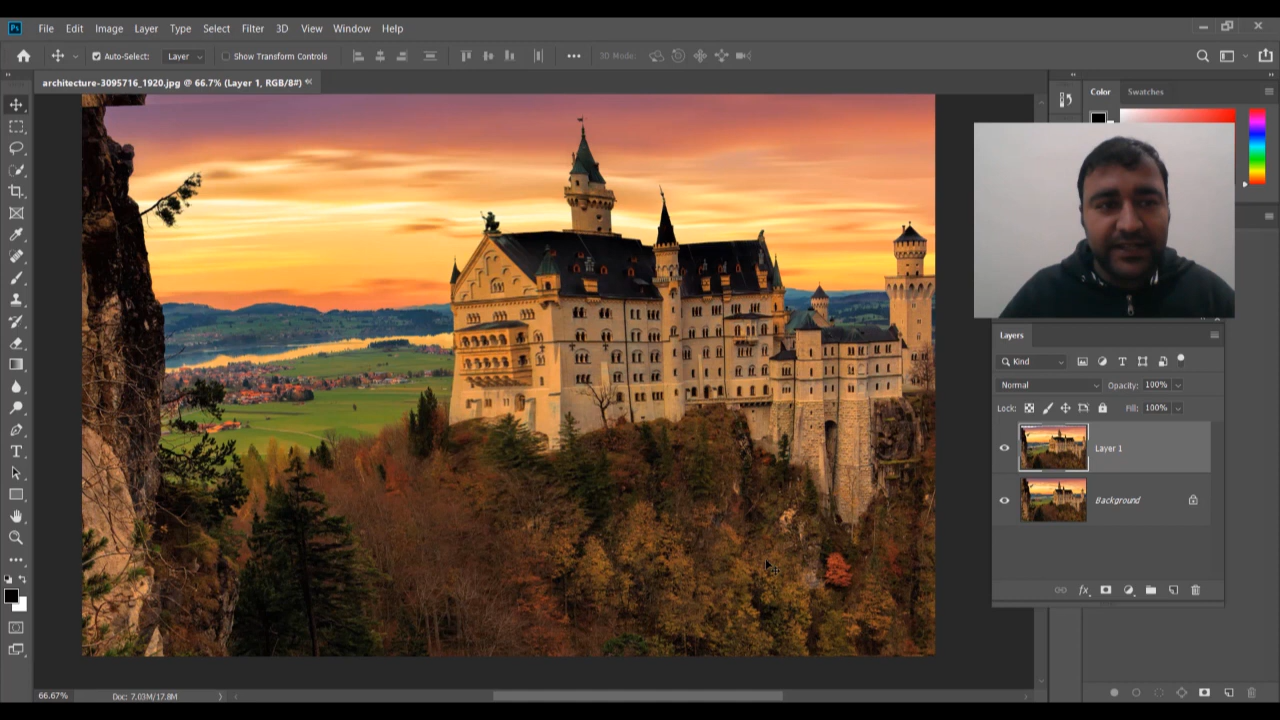 Ps File Edit Image Layer Type Select Filter 3D View Window Help
Auto-Select: Layer Show Transform Controls 3D Mode:
architecture-3095716_1920.jpg @ 66.7% (Layer 1, RGB/8#) *
Color Swatches
Layers
Kind
Normal Opacity: 100%
Lock: Fill: 100%
Layer 1
Background
fx
66.67% Doc: 7.03M/17.8M